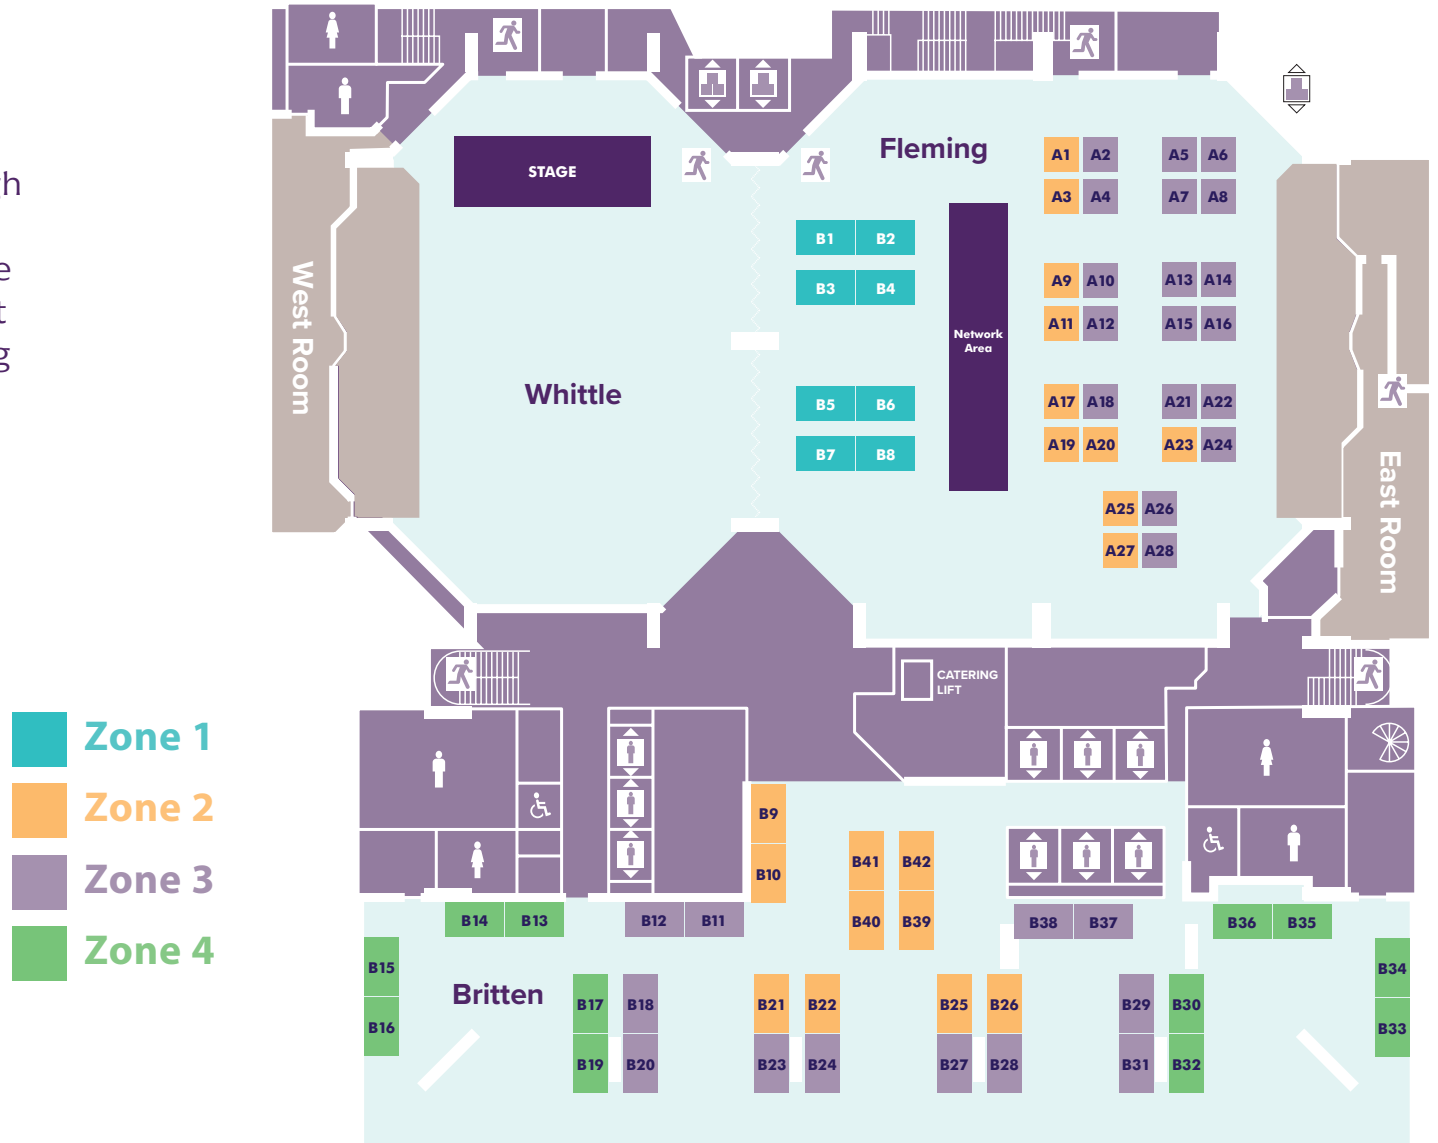 gh
e
t
g
STAGE
Fleming
Whittle
West Room
East Room
Network
Area
A1 A2 A5 A6
A3 A4 A7 A8
B1 B2
B3 B4
A9 A10 A13 A14
A11 A12 A15 A16
B5 B6
A17 A18 A21 A22
B7 B8
A19 A20 A23 A24
A25 A26
A27 A28
CATERING
LIFT
Zone 1
Zone 2
Zone 3
Zone 4
B9
B41 B42
B10
B14 B13 B12 B11 B40 B39 B38 B37 B36 B35
B15 B34
Britten
B17 B18 B21 B22 B25 B26 B29 B30
B16 B33
B19 B20 B23 B24 B27 B28 B31 B32